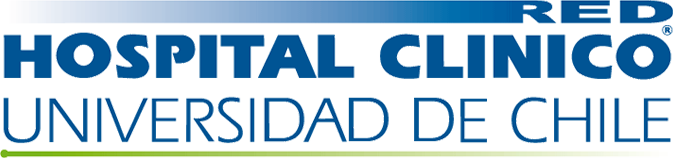 RED
HOSPITAL CLINICO®
UNIVERSIDAD DE CHILE